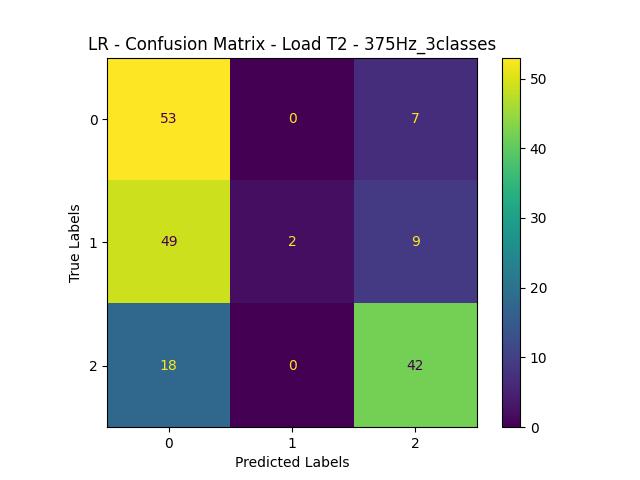 LR - Confusion Matrix - Load T2 - 375Hz_3classes
0 53 0 7
1 49 2 9
2 18 0 42
0 1 2
Predicted Labels
True Labels
50
40
30
20
10
0